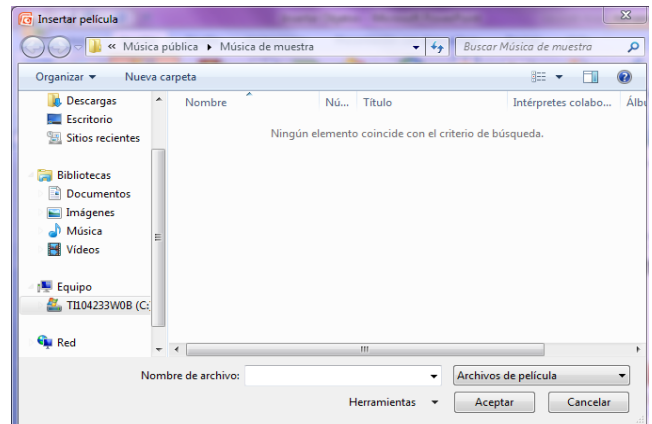 Insertar película
« Música pública ▸ Música de muestra
Buscar Música de muestra
Organizar
Nueva carpeta
Nombre
Nú...
Título
Intérpretes colabo...
Descargas
Escritorio
Sitios recientes
Ningún elemento coincide con el criterio de búsqueda.
Bibliotecas
Documentos
Imágenes
Música
Vídeos
Equipo
TI104233W0B (C:
Red
Nombre de archivo:
Archivos de película
Herramientas
Aceptar
Cancelar